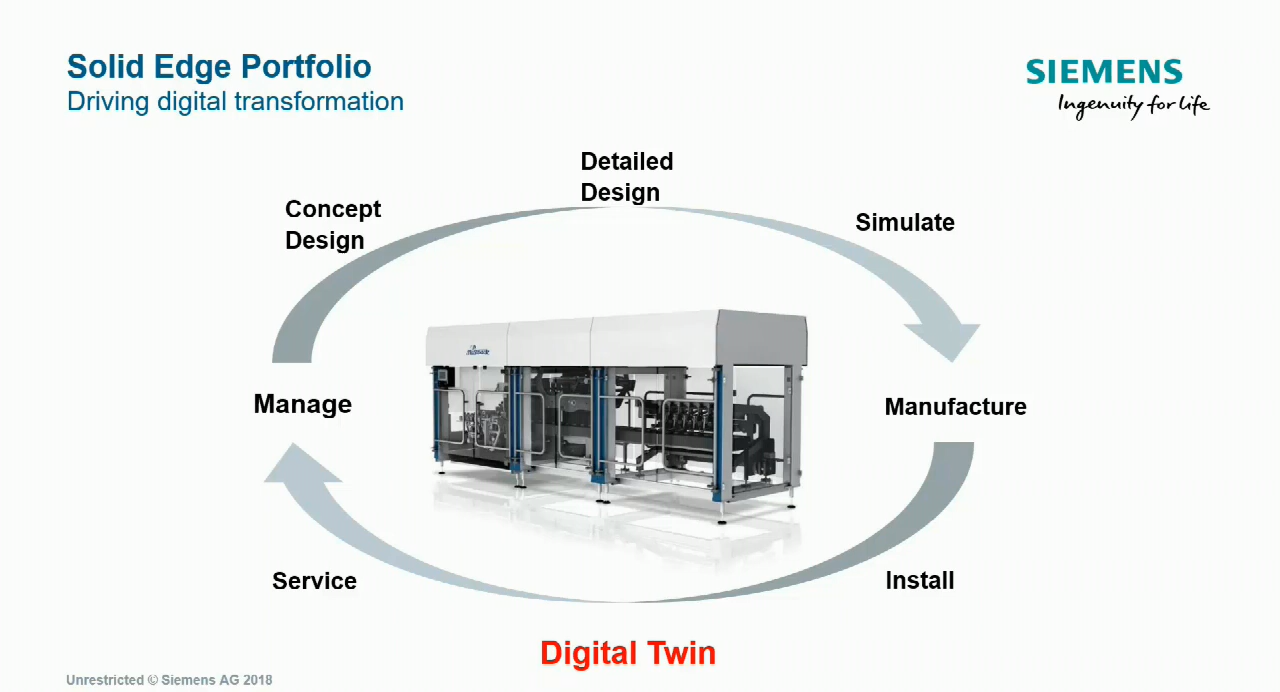 Solid Edge Portfolio
Driving digital transformation
SIEMENS
Ingenuity for life
Detailed
Design
Concept
Design
Simulate
Manage
Manufacture
Service
Install
Digital Twin
Unrestricted © Siemens AG 2018